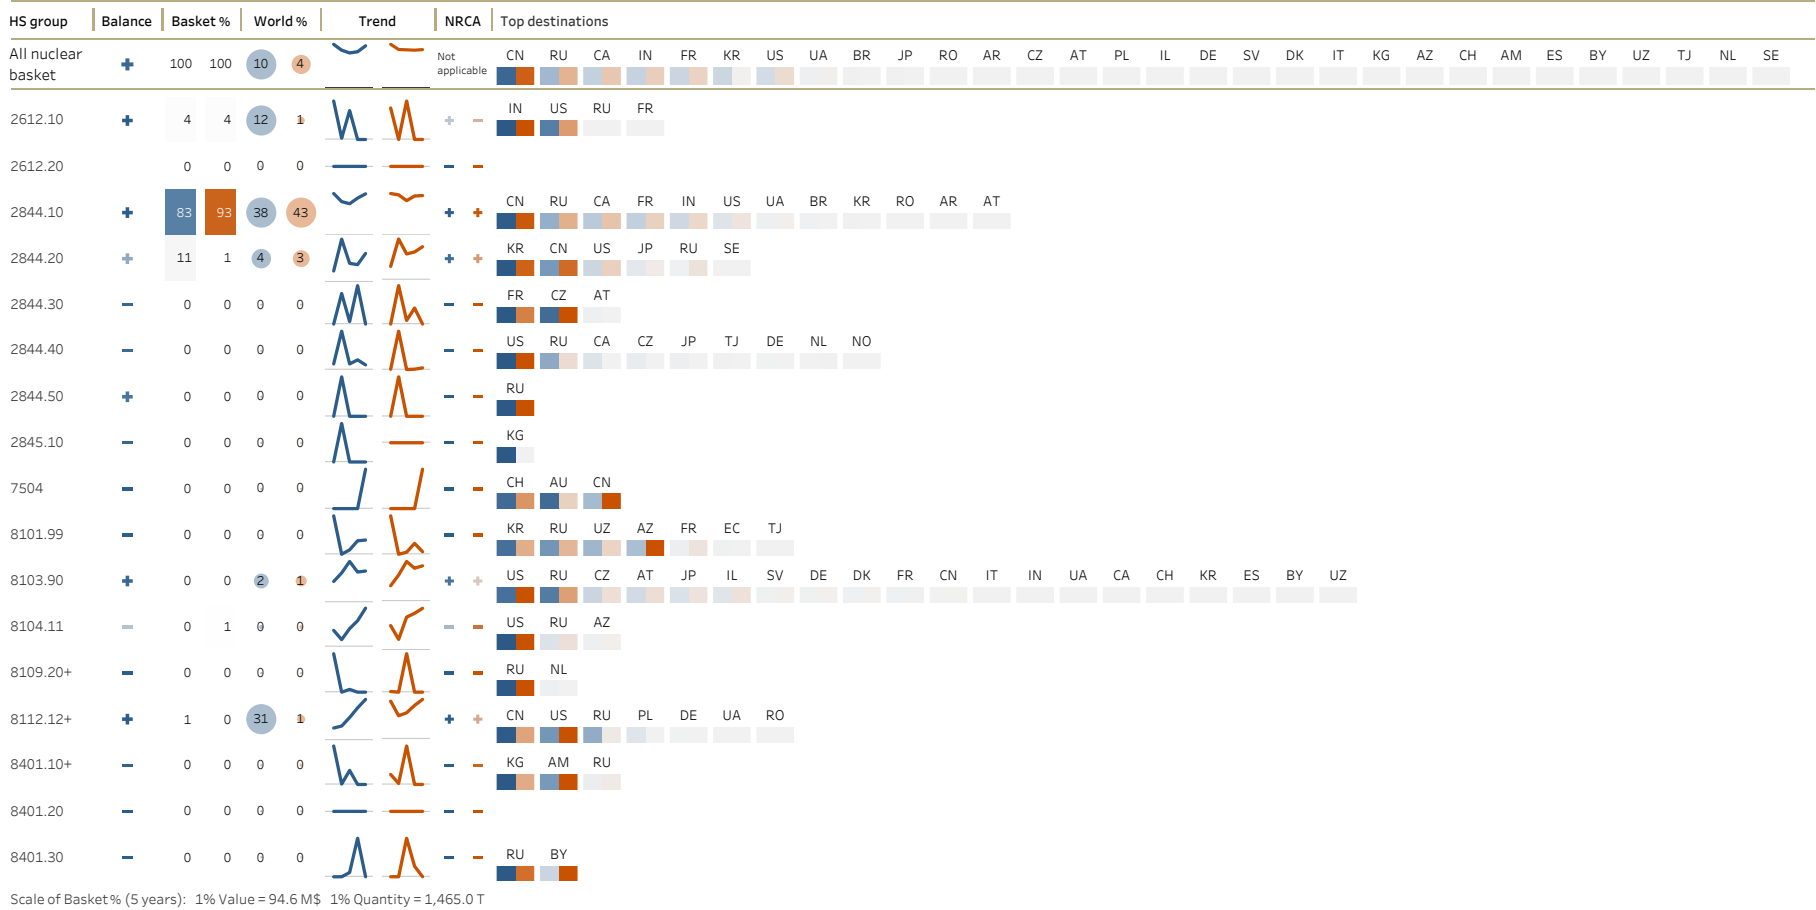 HS group Balance Basket % World % Trend NRCA Top destinations
All nuclear basket 100 100 10 4 Not applicable CN RU CA IN FR KR US UA BR JP RO AR CZ AT PL IL DE SV DK IT KG AZ CH AM ES BY UZ TJ NL SE
2612.10 + 4 4 12 1 + − IN US RU FR
2612.20 0 0 0 0 − −
2844.10 + 83 93 38 43 + + CN RU CA FR IN US UA BR KR RO AR AT
2844.20 + 11 1 4 3 + + KR CN US JP RU SE
2844.30 − 0 0 0 0 − − FR CZ AT
2844.40 − 0 0 0 0 − − US RU CA CZ JP TJ DE NL NO
2844.50 + 0 0 0 0 − − RU
2845.10 − 0 0 0 0 − − KG
7504 − 0 0 0 0 − − CH AU CN
8101.99 − 0 0 0 0 − − KR RU UZ AZ FR EC TJ
8103.90 + 0 0 2 1 + + US RU CZ AT JP IL SV DE DK FR CN IT IN UA CA CH KR ES BY UZ
8104.11 − 0 1 0 0 − − US RU AZ
8109.20+ − 0 0 0 0 − − RU NL
8112.12+ + 1 0 31 1 + + CN US RU PL DE UA RO
8401.10+ − 0 0 0 0 − − KG AM RU
8401.20 − 0 0 0 0 − −
8401.30 − 0 0 0 0 − − RU BY
Scale of Basket% (5 years): 1% Value = 94.6 M$ 1% Quantity = 1,465.0 T